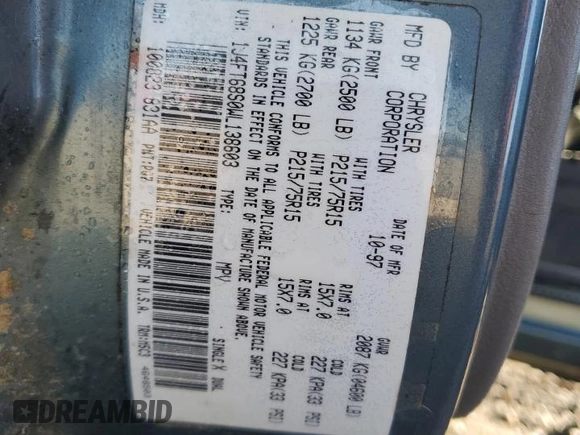 MFD BY CHRYSLER CORPORATION DATE OF MFR 10-97 GVWR 2087 KG(04600 LB)
GAWR FRONT WITH TIRES RIMS AT COLD
1134 KG(2500 LB) P215/75R15 15X7.0 227 KPA(33 PSI)
GAWR REAR WITH TIRES RIMS AT COLD
1225 KG(2700 LB) P215/75R15 15X7.0 227 KPA(33 PSI)
THIS VEHICLE CONFORMS TO ALL APPLICABLE FEDERAL MOTOR VEHICLE SAFETY
STANDARDS IN EFFECT ON THE DATE OF MANUFACTURE SHOWN ABOVE.
VIN: 1J4FT68S0WL138603 TYPE: MPV SINGLE X
MDH: 100823 VEHICLE MADE IN U.S.A.
DREAMBID